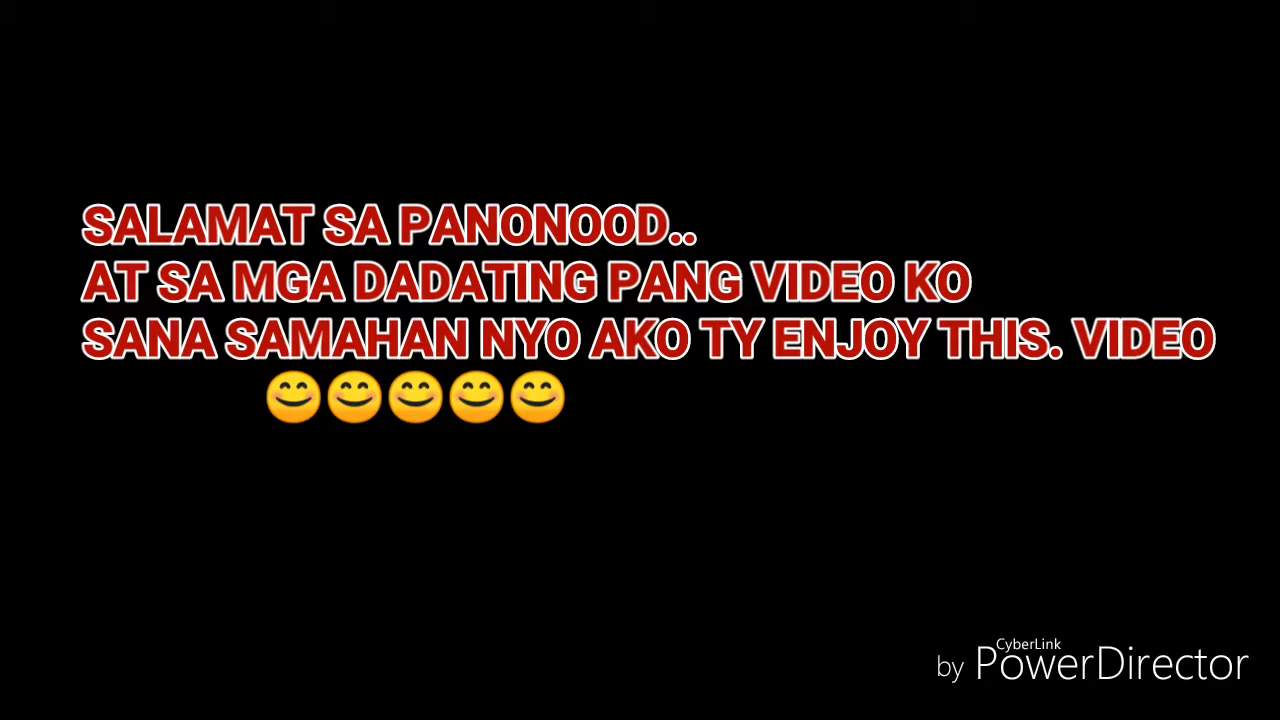 SALAMAT SA PANONOOD..
AT SA MGA DADATING PANG VIDEO KO
SANA SAMAHAN NYO AKO TY ENJOY THIS. VIDEO
😊😊😊😊😊
CyberLink
by PowerDirector